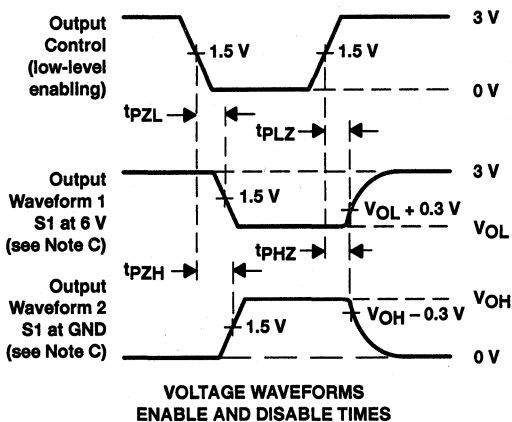 Output
Control
(low-level
enabling)
1.5 V
1.5 V
3 V
0 V
tPZL
tPLZ
Output
Waveform 1
S1 at 6 V
(see Note C)
1.5 V
3 V
VOL + 0.3 V
VOL
tPZH
tPHZ
Output
Waveform 2
S1 at GND
(see Note C)
1.5 V
VOH
VOH – 0.3 V
0 V
VOLTAGE WAVEFORMS
ENABLE AND DISABLE TIMES